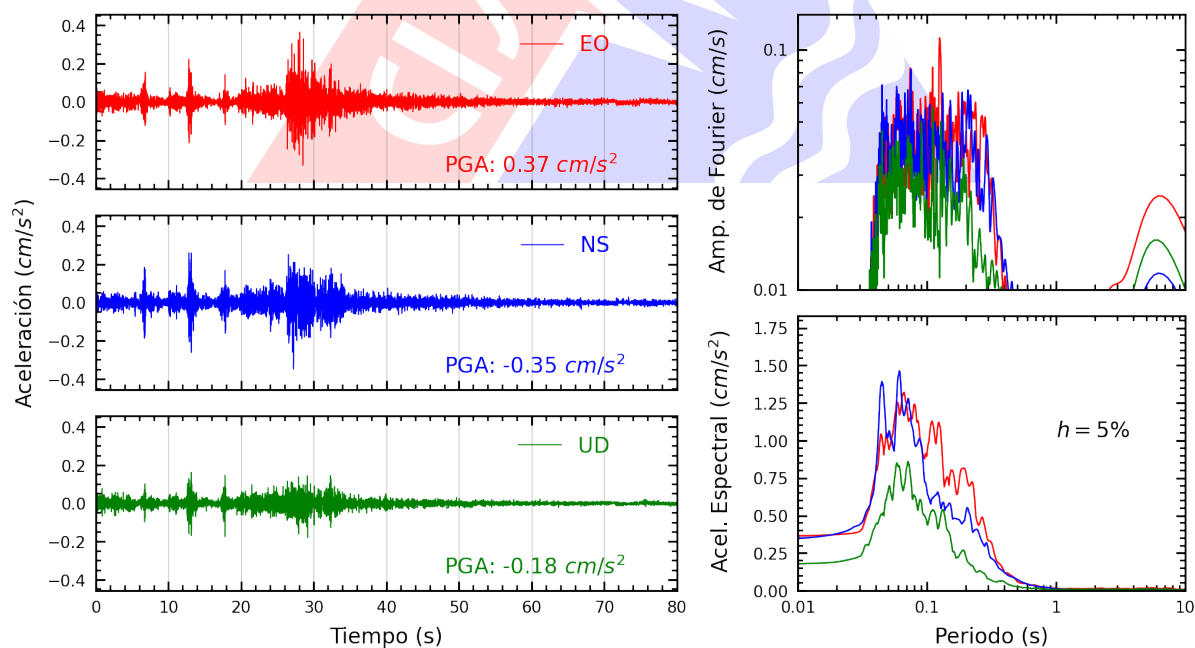 Aceleración (cm/s²)
0.4
0.2
0.0
−0.2
−0.4
EO
PGA: 0.37 cm/s²
0.4
0.2
0.0
−0.2
−0.4
NS
PGA: -0.35 cm/s²
0.4
0.2
0.0
−0.2
−0.4
UD
PGA: -0.18 cm/s²
0 10 20 30 40 50 60 70 80
Tiempo (s)
Amp. de Fourier (cm/s)
0.1
0.01
Acel. Espectral (cm/s²)
1.75
1.50
1.25
1.00
0.75
0.50
0.25
0.00
h = 5%
0.01 0.1 1 10
Periodo (s)